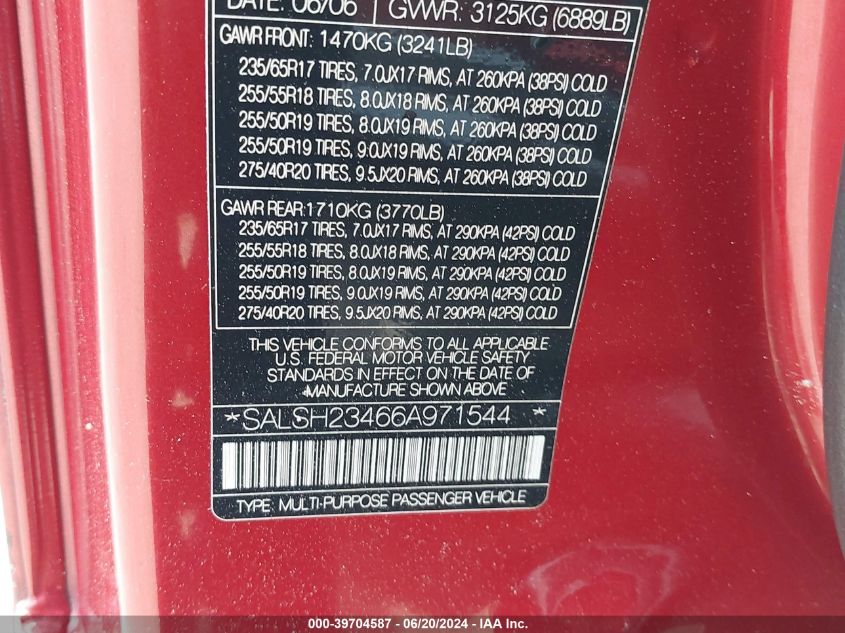 DATE: 06/06 GVWR: 3125KG (6889LB)
GAWR FRONT: 1470KG (3241LB)
235/65R17 TIRES, 7.0JX17 RIMS, AT 260KPA (38PSI) COLD
255/55R18 TIRES, 8.0JX18 RIMS, AT 260KPA (38PSI) COLD
255/50R19 TIRES, 8.0JX19 RIMS, AT 260KPA (38PSI) COLD
255/50R19 TIRES, 9.0JX19 RIMS, AT 260KPA (38PSI) COLD
275/40R20 TIRES, 9.5JX20 RIMS, AT 260KPA (38PSI) COLD
GAWR REAR: 1710KG (3770LB)
235/65R17 TIRES, 7.0JX17 RIMS, AT 290KPA (42PSI) COLD
255/55R18 TIRES, 8.0JX18 RIMS, AT 290KPA (42PSI) COLD
255/50R19 TIRES, 8.0JX19 RIMS, AT 290KPA (42PSI) COLD
255/50R19 TIRES, 9.0JX19 RIMS, AT 290KPA (42PSI) COLD
275/40R20 TIRES, 9.5JX20 RIMS, AT 290KPA (42PSI) COLD
THIS VEHICLE CONFORMS TO ALL APPLICABLE
U.S. FEDERAL MOTOR VEHICLE SAFETY
STANDARDS IN EFFECT ON THE DATE OF
MANUFACTURE SHOWN ABOVE
*SALSH23466A971544 *
TYPE: MULTI-PURPOSE PASSENGER VEHICLE
000-39704587 - 06/20/2024 - IAAI.com